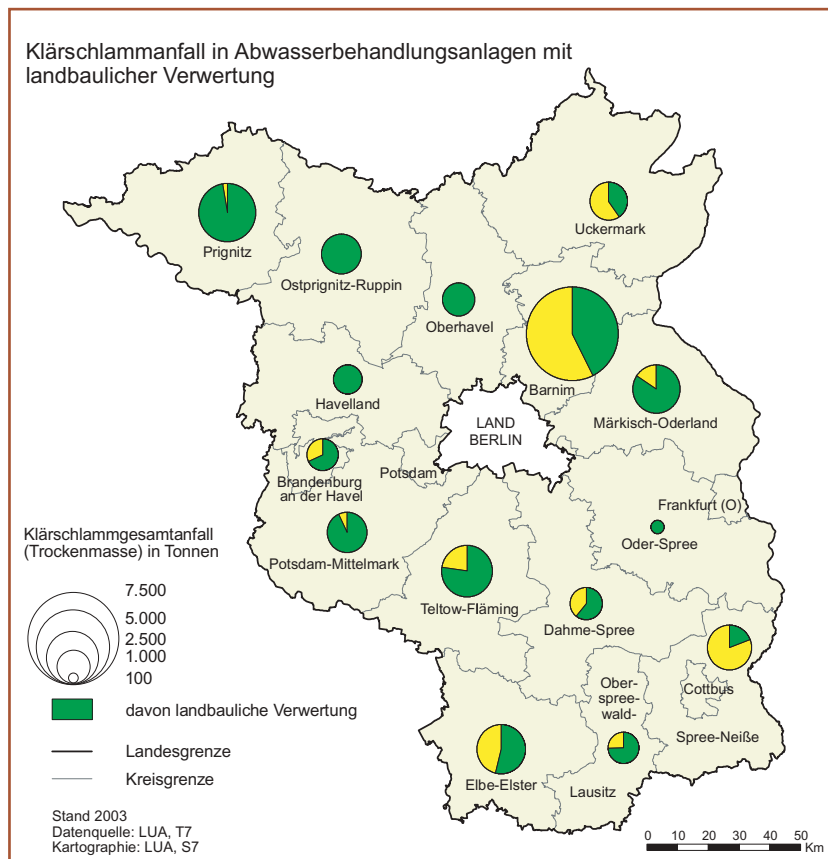 Klärschlammanfall in Abwasserbehandlungsanlagen mit
landbaulicher Verwertung
Prignitz
Ostprignitz-Ruppin
Oberhavel
Uckermark
Barnim
Märkisch-Oderland
Havelland
LAND
BERLIN
Brandenburg
an der Havel
Potsdam
Potsdam-Mittelmark
Frankfurt (O)
Oder-Spree
Teltow-Fläming
Dahme-Spree
Cottbus
Spree-Neiße
Ober-
spree-
wald-
Lausitz
Elbe-Elster
Klärschlammgesamtanfall
(Trockenmasse) in Tonnen
7.500
5.000
2.500
1.000
100
davon landbauliche Verwertung
Landesgrenze
Kreisgrenze
Stand 2003
Datenquelle: LUA, T7
Kartographie: LUA, S7
0 10 20 30 40 50
Km